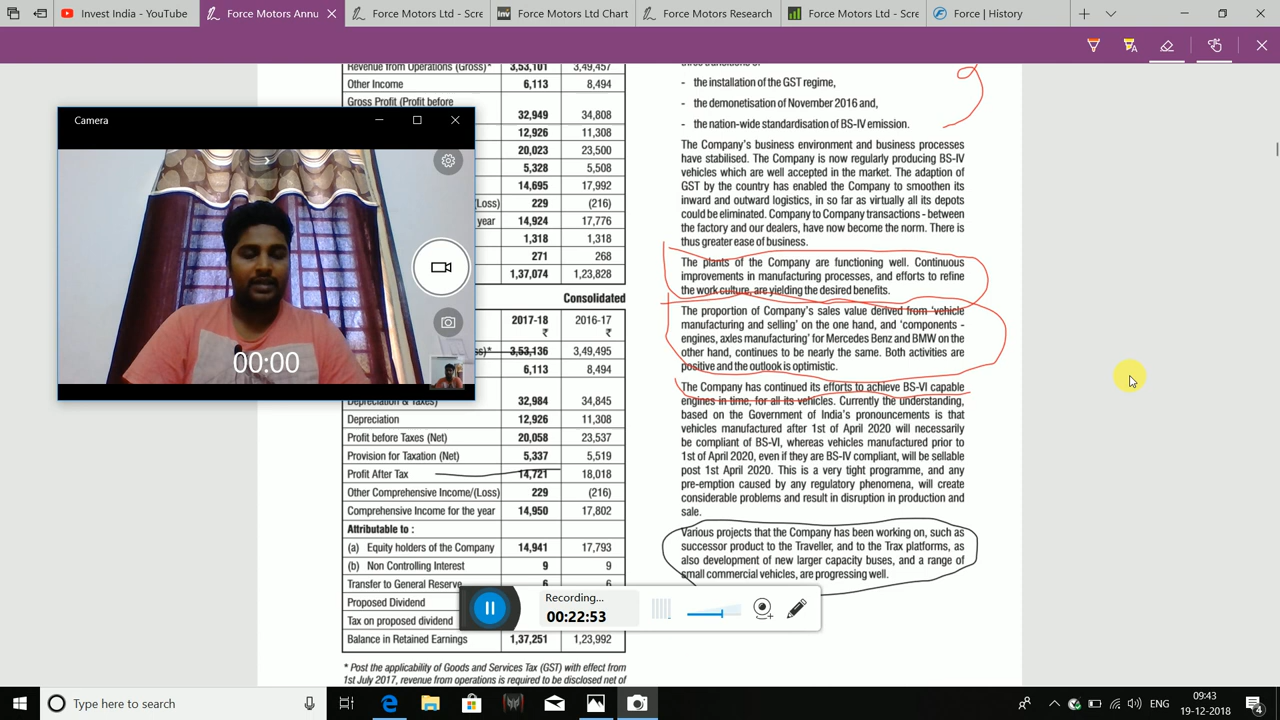 Invest India - YouTube
Force Motors Annu
Force Motors Ltd - Scre
Force Motors Ltd Chart
Force Motors Research
Force Motors Ltd - Scre
Force | History
Revenue from Operations (Gross)* 3,53,101 3,49,457
Other Income 6,113 8,494
Gross Profit (Profit before
32,949 34,808
12,926 11,308
20,023 23,500
5,328 5,508
14,695 17,992
(Loss) 229 (216)
year 14,924 17,776
1,318 1,318
271 268
1,37,074 1,23,828
Consolidated
2017-18 2016-17
₹ ₹
3,53,136 3,49,495
6,113 8,494
Depreciation & Taxes) 32,984 34,845
Depreciation 12,926 11,308
Profit before Taxes (Net) 20,058 23,537
Provision for Taxation (Net) 5,337 5,519
Profit After Tax 14,721 18,018
Other Comprehensive Income/(Loss) 229 (216)
Comprehensive Income for the year 14,950 17,802
Attributable to :
(a) Equity holders of the Company 14,941 17,793
(b) Non Controlling Interest 9 9
Transfer to General Reserve 6 6
Proposed Dividend
Tax on proposed dividend
Balance in Retained Earnings 1,37,251 1,23,992
* Post the applicability of Goods and Services Tax (GST) with effect from
1st July 2017, revenue from operations is required to be disclosed net of
- the installation of the GST regime,
- the demonetisation of November 2016 and,
- the nation-wide standardisation of BS-IV emission.
The Company's business environment and business processes
have stabilised. The Company is now regularly producing BS-IV
vehicles which are well accepted in the market. The adaption of
GST by the country has enabled the Company to smoothen its
inward and outward logistics, in so far as virtually all its depots
could be eliminated. Company to Company transactions - between
the factory and our dealers, have now become the norm. There is
thus greater ease of business.
The plants of the Company are functioning well. Continuous
improvements in manufacturing processes, and efforts to refine
the work culture, are yielding the desired benefits.
The proportion of Company's sales value derived from 'vehicle
manufacturing and selling' on the one hand, and 'components -
engines, axles manufacturing' for Mercedes Benz and BMW on the
other hand, continues to be nearly the same. Both activities are
positive and the outlook is optimistic.
The Company has continued its efforts to achieve BS-VI capable
engines in time, for all its vehicles. Currently the understanding,
based on the Government of India's pronouncements is that
vehicles manufactured after 1st of April 2020 will necessarily
be compliant of BS-VI, whereas vehicles manufactured prior to
1st of April 2020, even if they are BS-IV compliant, will be sellable
post 1st April 2020. This is a very tight programme, and any
pre-emption caused by any regulatory phenomena, will create
considerable problems and result in disruption in production and
sale.
Various projects that the Company has been working on, such as
successor product to the Traveller, and to the Trax platforms, as
also development of new larger capacity buses, and a range of
small commercial vehicles, are progressing well.
Camera
00:00
Recording...
00:22:53
Type here to search
ENG
09:43
19-12-2018
4